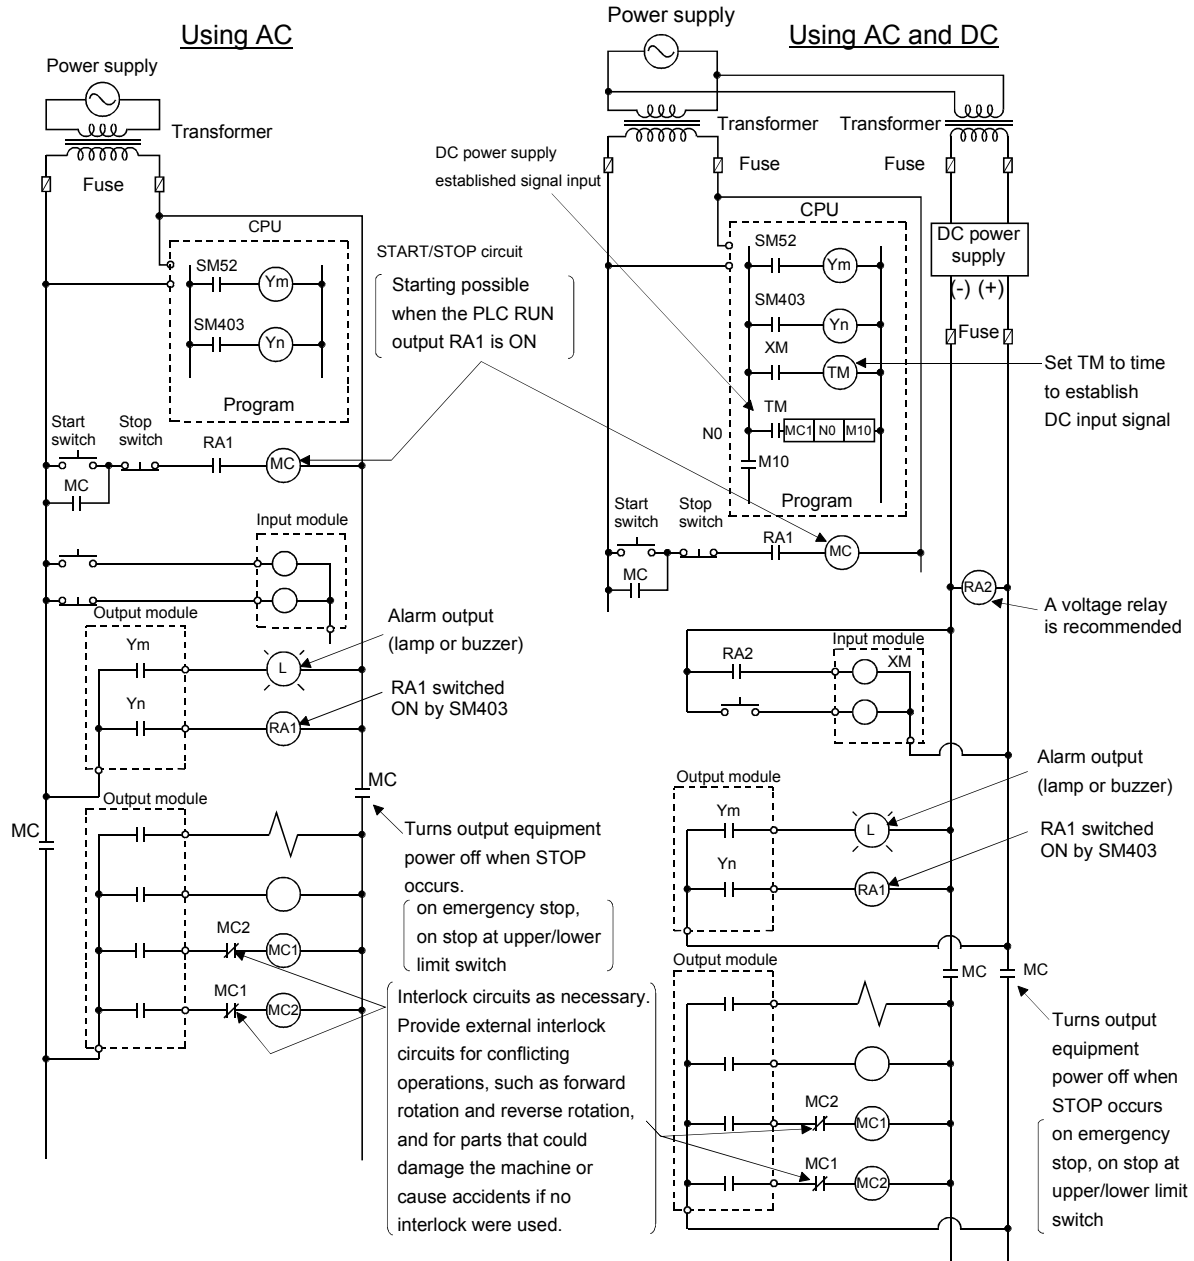 Using AC
Power supply
Transformer
Fuse
CPU
SM52
Ym
SM403
Yn
Program
START/STOP circuit
Starting possible
when the PLC RUN
output RA1 is ON
Start
switch
Stop
switch
RA1
MC
MC
Input module
Output module
Ym
L
Yn
RA1
Alarm output
(lamp or buzzer)
RA1 switched
ON by SM403
MC
MC
Output module
MC2
MC1
MC1
MC2
Turns output equipment
power off when STOP
occurs.
on emergency stop,
on stop at upper/lower
limit switch
Interlock circuits as necessary.
Provide external interlock
circuits for conflicting
operations, such as forward
rotation and reverse rotation,
and for parts that could
damage the machine or
cause accidents if no
interlock were used.
Using AC and DC
Power supply
Transformer
Transformer
Fuse
Fuse
DC power supply
established signal input
CPU
SM52
Ym
SM403
Yn
XM
TM
TM
N0
MC1 N0 M10
M10
Program
DC power
supply
(-) (+)
Fuse
Set TM to time
to establish
DC input signal
Start
switch
Stop
switch
RA1
MC
MC
RA2
A voltage relay
is recommended
Input module
RA2
XM
Output module
Ym
L
Yn
RA1
Alarm output
(lamp or buzzer)
RA1 switched
ON by SM403
Output module
MC
MC
MC2
MC1
MC1
MC2
Turns output
equipment
power off when
STOP occurs
on emergency
stop, on stop at
upper/lower limit
switch